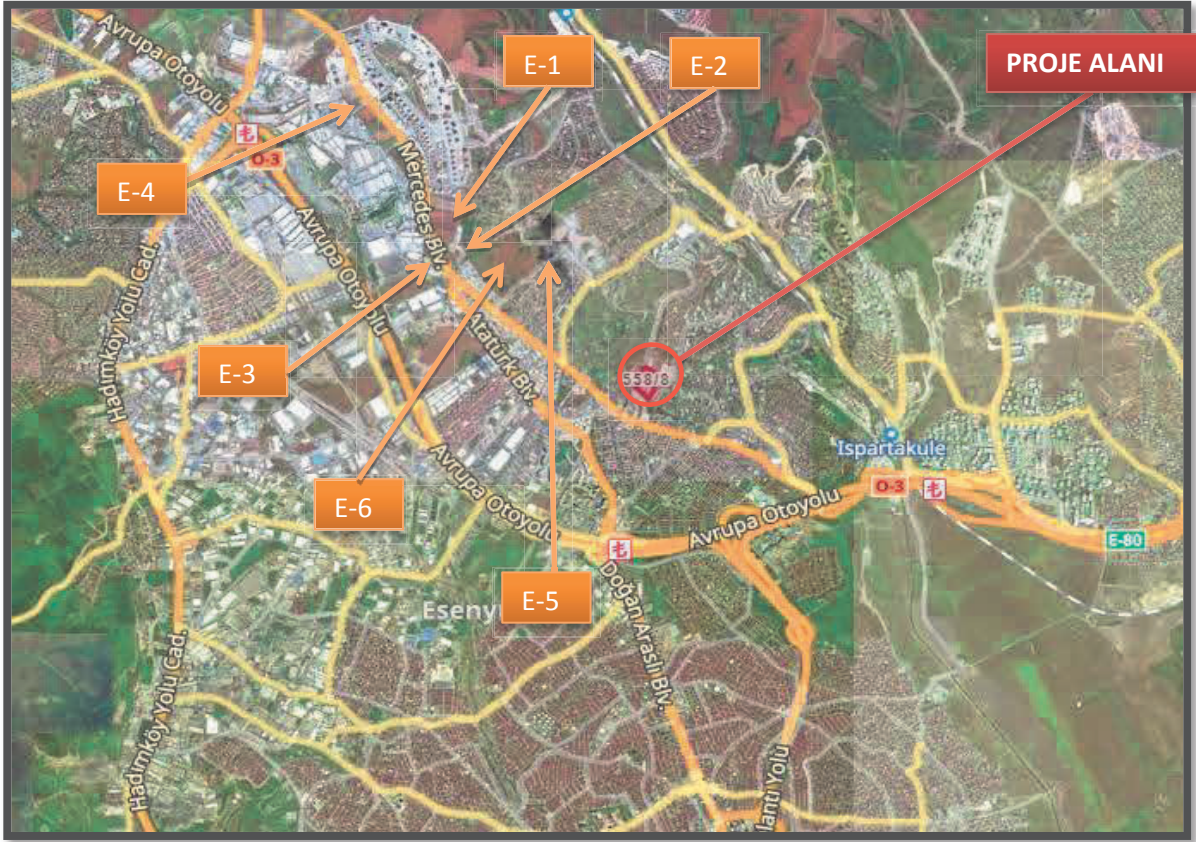 Avrupa Otoyolu
E-1
E-2
PROJE ALANI
O-3
E-4
Mercedes Blv.
Avrupa Otoyolu
Hadımköy Yolu Cad.
E-3
Atatürk Blv.
558/8
Ispartakule
O-3
E-6
Avrupa Otoyolu
Avrupa Otoyolu
E-80
E-5
Doğan Araslı Blv.
Hadımköy Yolu Cad.